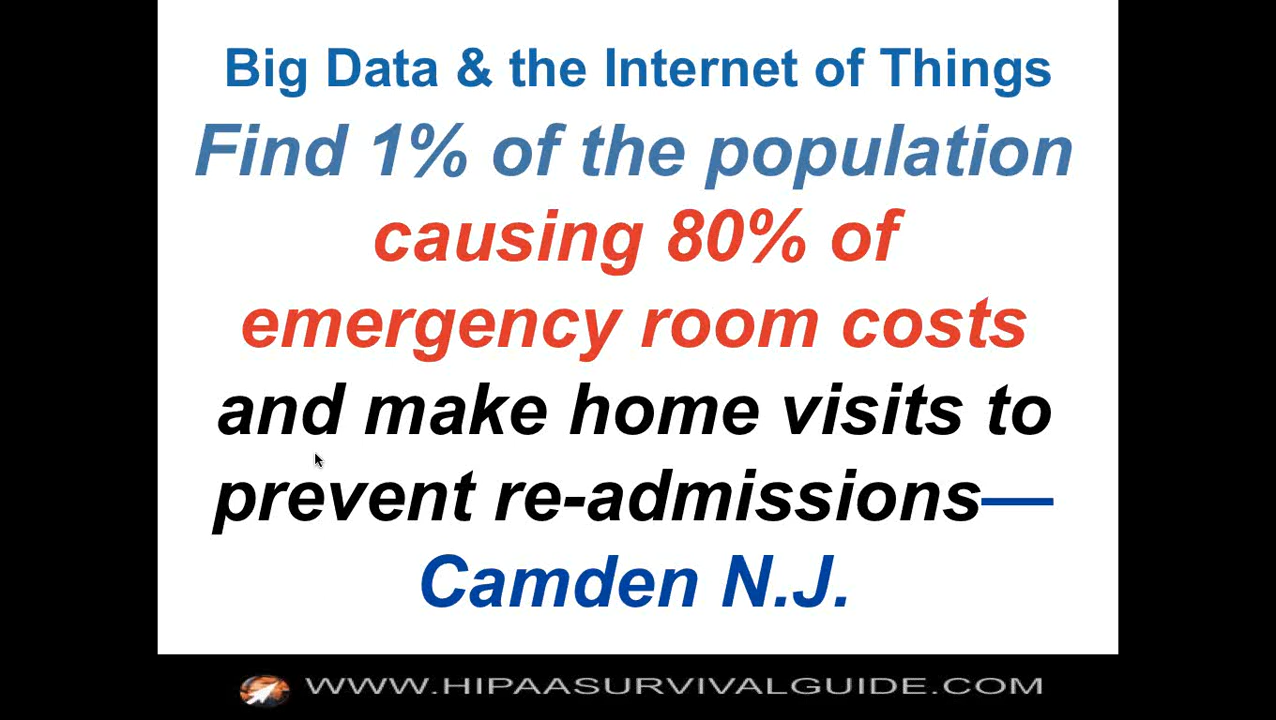 Big Data & the Internet of Things
Find 1% of the population
causing 80% of
emergency room costs
and make home visits to
prevent re-admissions—
Camden N.J.
WWW.HIPAASURVIVALGUIDE.COM